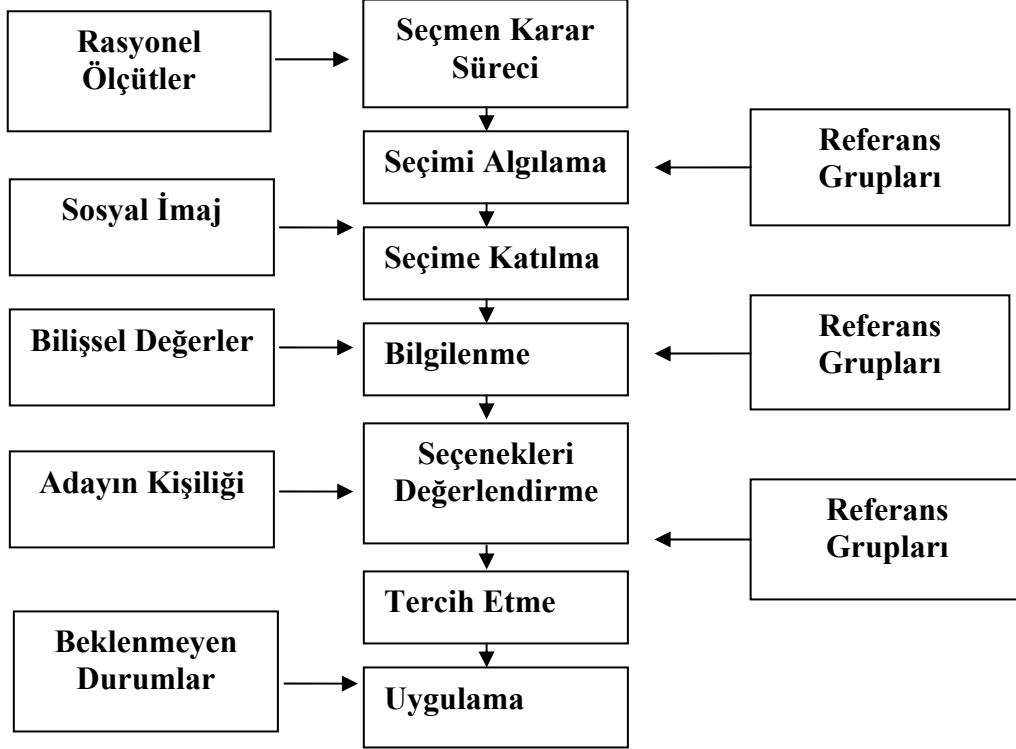 Rasyonel
Ölçütler
Seçmen Karar
Süreci
Seçimi Algılama
Referans
Grupları
Sosyal İmaj
Seçime Katılma
Bilişsel Değerler
Bilgilenme
Referans
Grupları
Adayın Kişiliği
Seçenekleri
Değerlendirme
Referans
Grupları
Tercih Etme
Beklenmeyen
Durumlar
Uygulama